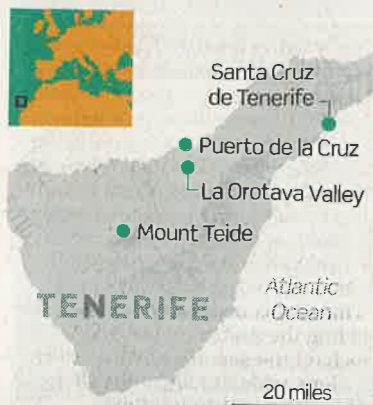 Santa Cruz
de Tenerife
Puerto de la Cruz
La Orotava Valley
Mount Teide
TENERIFE
Atlantic
Ocean
20 miles